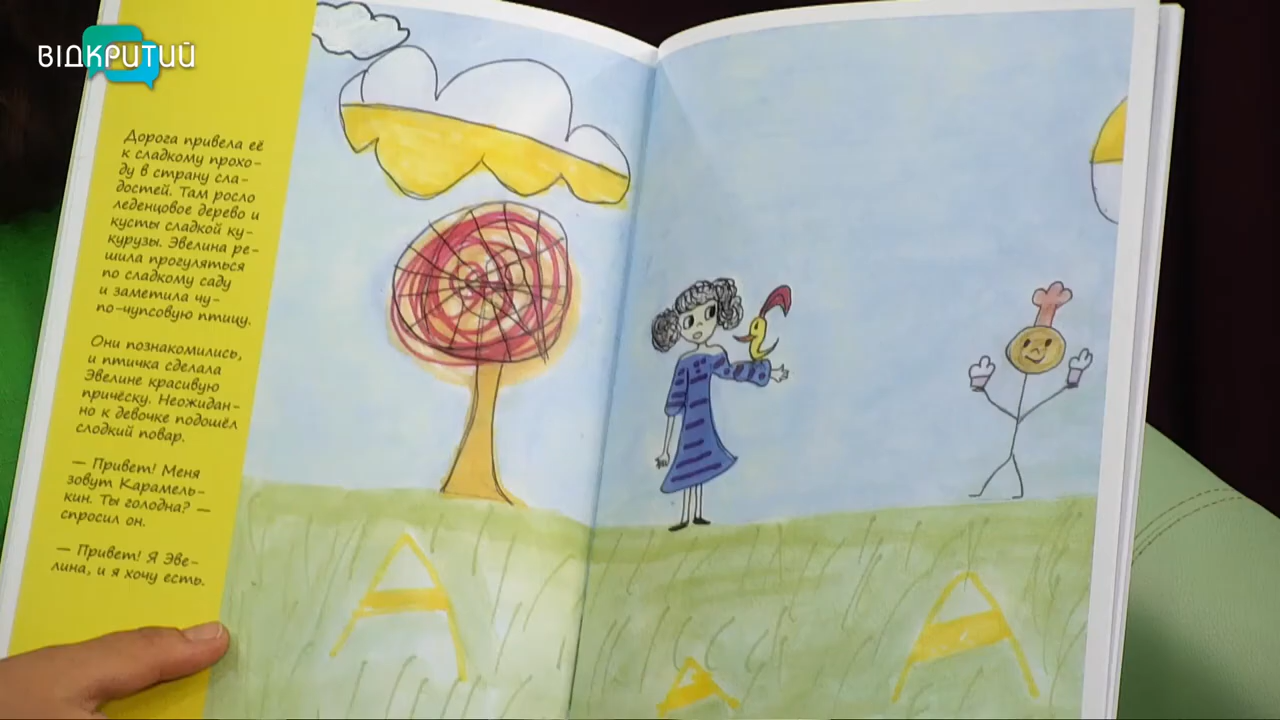 ВІДКРИТИЙ
Дорога привела её
к сладкому прохо-
ду в страну сла-
достей. Там росло
леденцовое дерево и
кусты сладкой ку-
курузы. Эвелина ре-
шила прогуляться
по сладкому саду
и заметила чу-
по-чупсовую птицу.
Они познакомились,
и птичка сделала
Эвелине красивую
причёску. Неожидан-
но к девочке подошёл
сладкий повар.
— Привет! Меня
зовут Карамель-
кин. Ты голодна? —
спросил он.
— Привет! Я Эве-
лина, и я хочу есть.
А
А
А